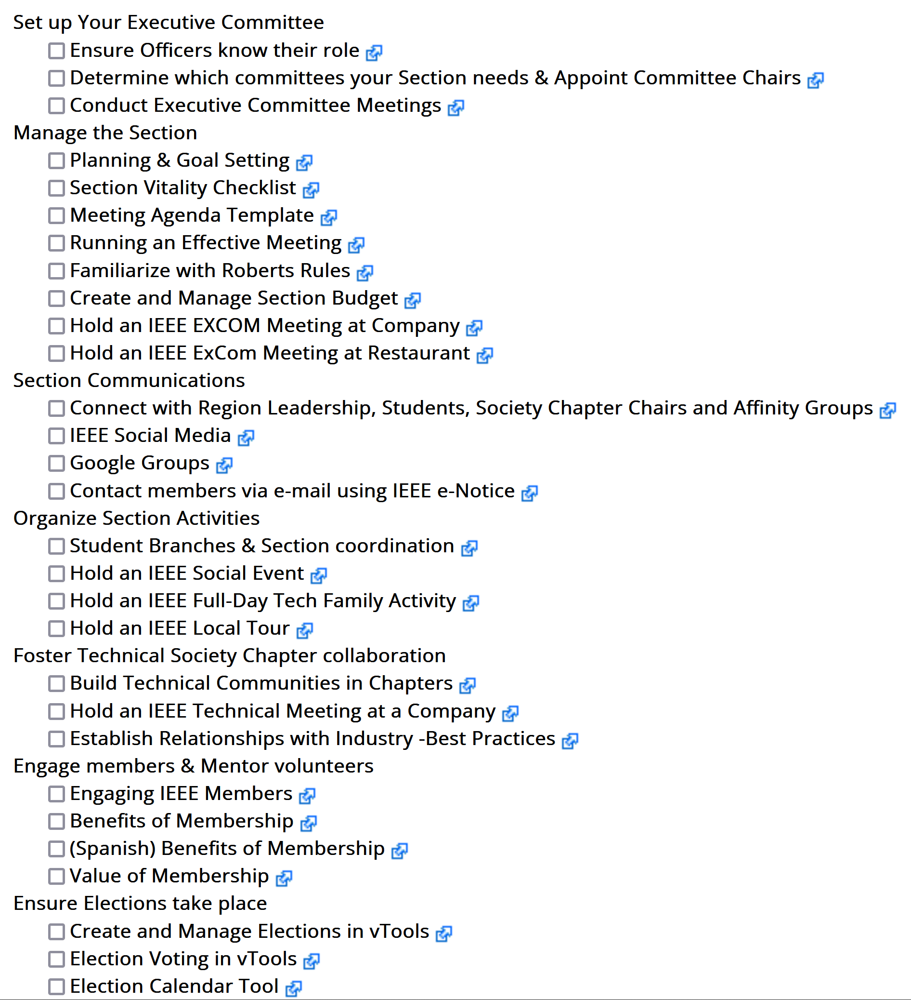 Set up Your Executive Committee
Ensure Officers know their role
Determine which committees your Section needs & Appoint Committee Chairs
Conduct Executive Committee Meetings
Manage the Section
Planning & Goal Setting
Section Vitality Checklist
Meeting Agenda Template
Running an Effective Meeting
Familiarize with Roberts Rules
Create and Manage Section Budget
Hold an IEEE EXCOM Meeting at Company
Hold an IEEE ExCom Meeting at Restaurant
Section Communications
Connect with Region Leadership, Students, Society Chapter Chairs and Affinity Groups
IEEE Social Media
Google Groups
Contact members via e-mail using IEEE e-Notice
Organize Section Activities
Student Branches & Section coordination
Hold an IEEE Social Event
Hold an IEEE Full-Day Tech Family Activity
Hold an IEEE Local Tour
Foster Technical Society Chapter collaboration
Build Technical Communities in Chapters
Hold an IEEE Technical Meeting at a Company
Establish Relationships with Industry -Best Practices
Engage members & Mentor volunteers
Engaging IEEE Members
Benefits of Membership
(Spanish) Benefits of Membership
Value of Membership
Ensure Elections take place
Create and Manage Elections in vTools
Election Voting in vTools
Election Calendar Tool